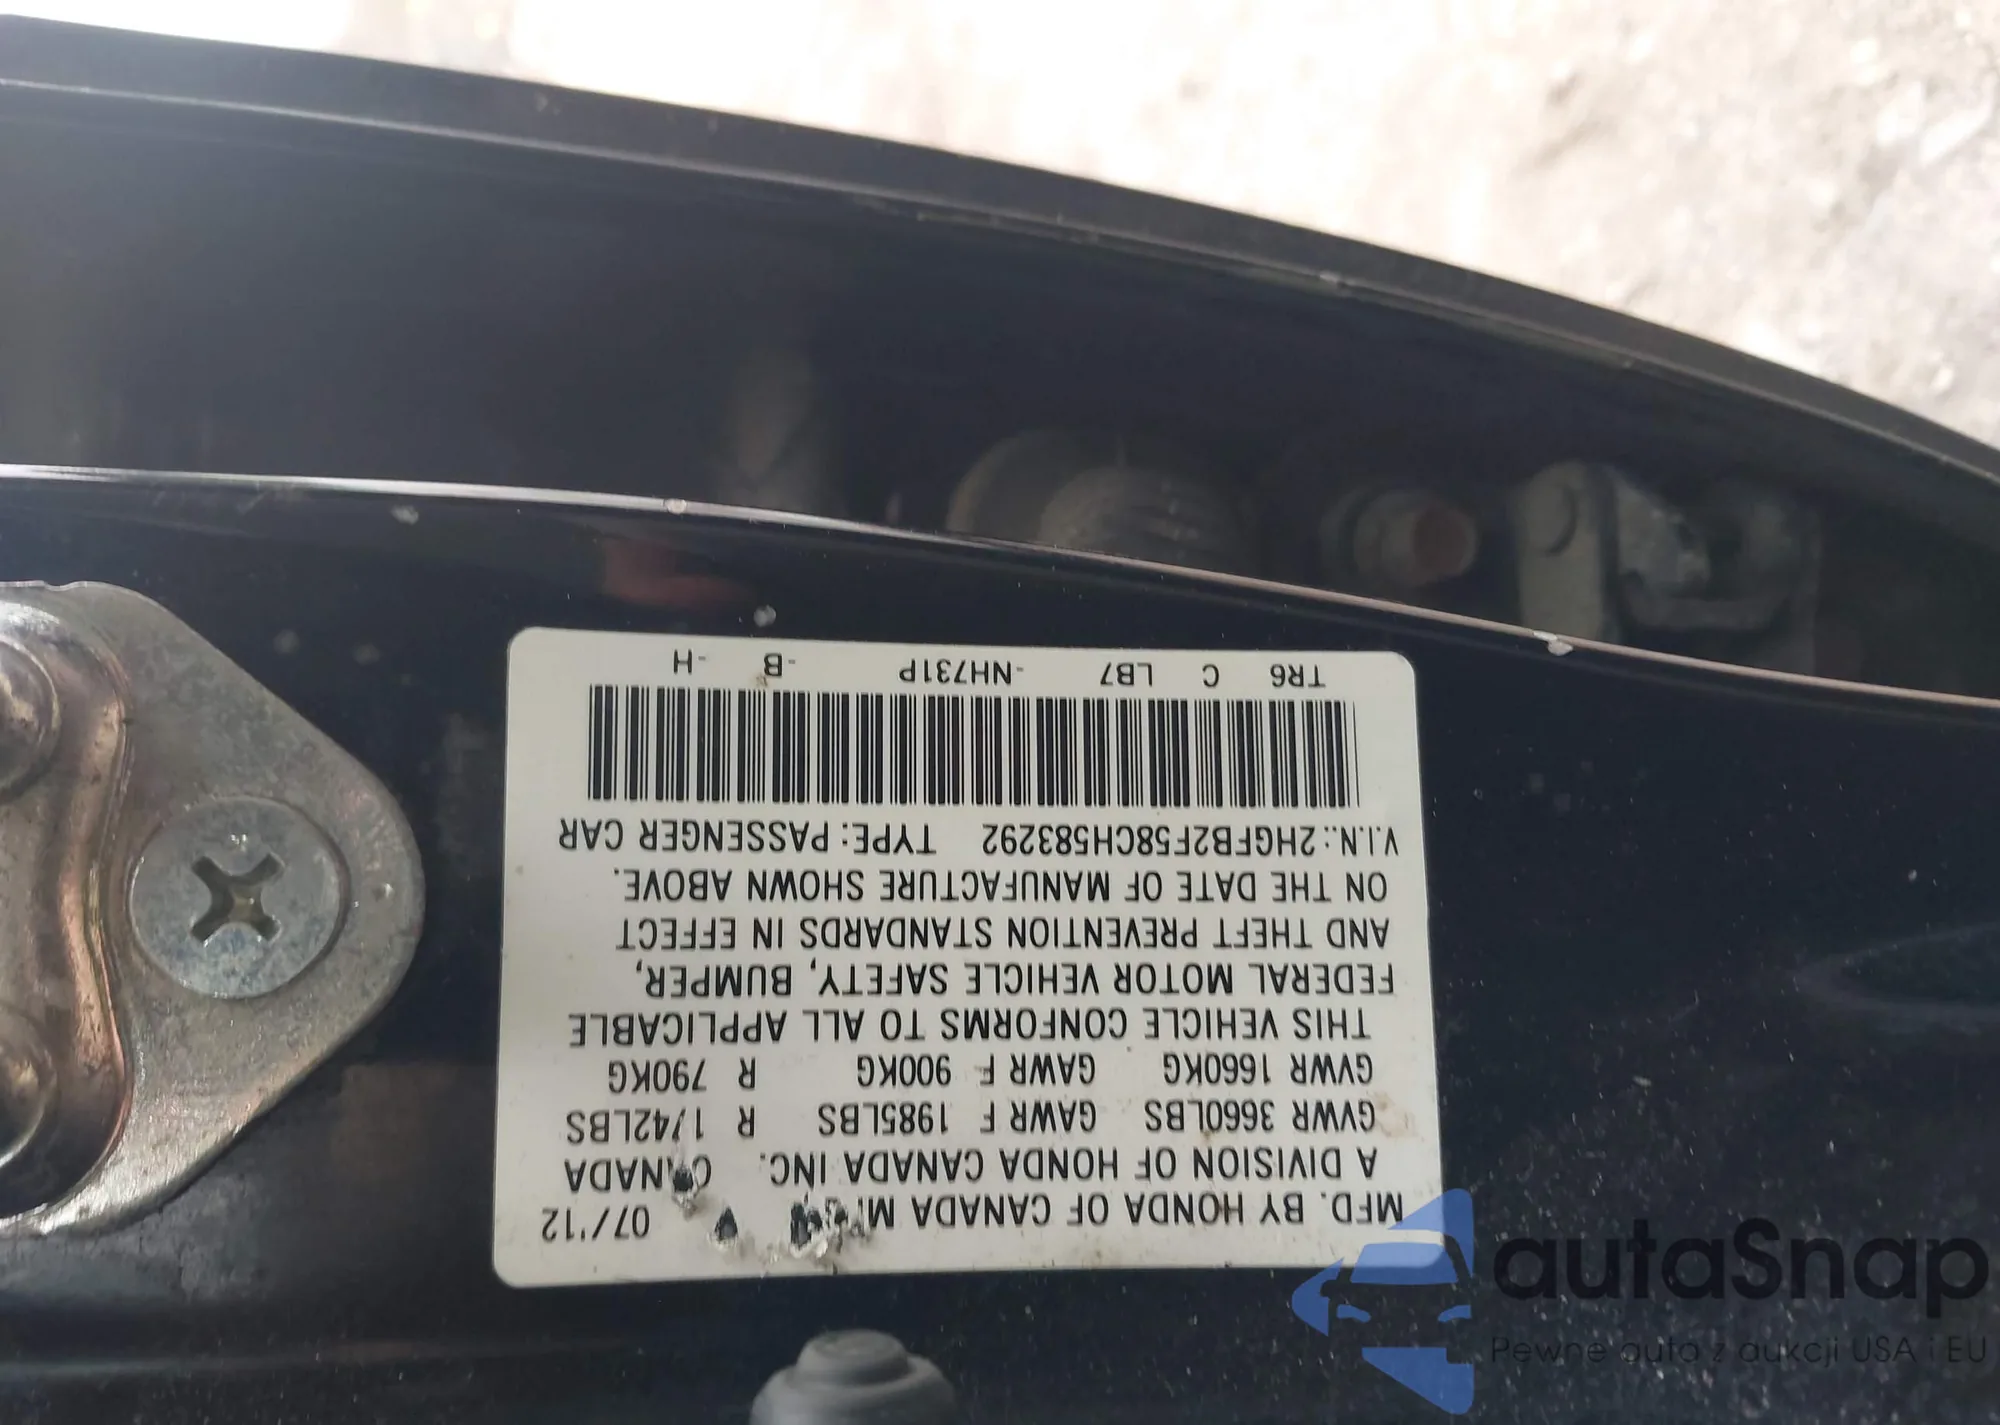 MFD. BY HONDA OF CANADA MFG. 07/'12
A DIVISION OF HONDA CANADA INC. CANADA
GVWR 3660LBS GAWR F 1985LBS R 1742LBS
GVWR 1660KG GAWR F 900KG R 790KG
THIS VEHICLE CONFORMS TO ALL APPLICABLE
FEDERAL MOTOR VEHICLE SAFETY, BUMPER,
AND THEFT PREVENTION STANDARDS IN EFFECT
ON THE DATE OF MANUFACTURE SHOWN ABOVE.
V.I.N.: 2HGFB2F58CH583292 TYPE: PASSENGER CAR
TR6 C LB7 -NH731P -B -H
autaSnap
Pewne auta z aukcji USA i EU